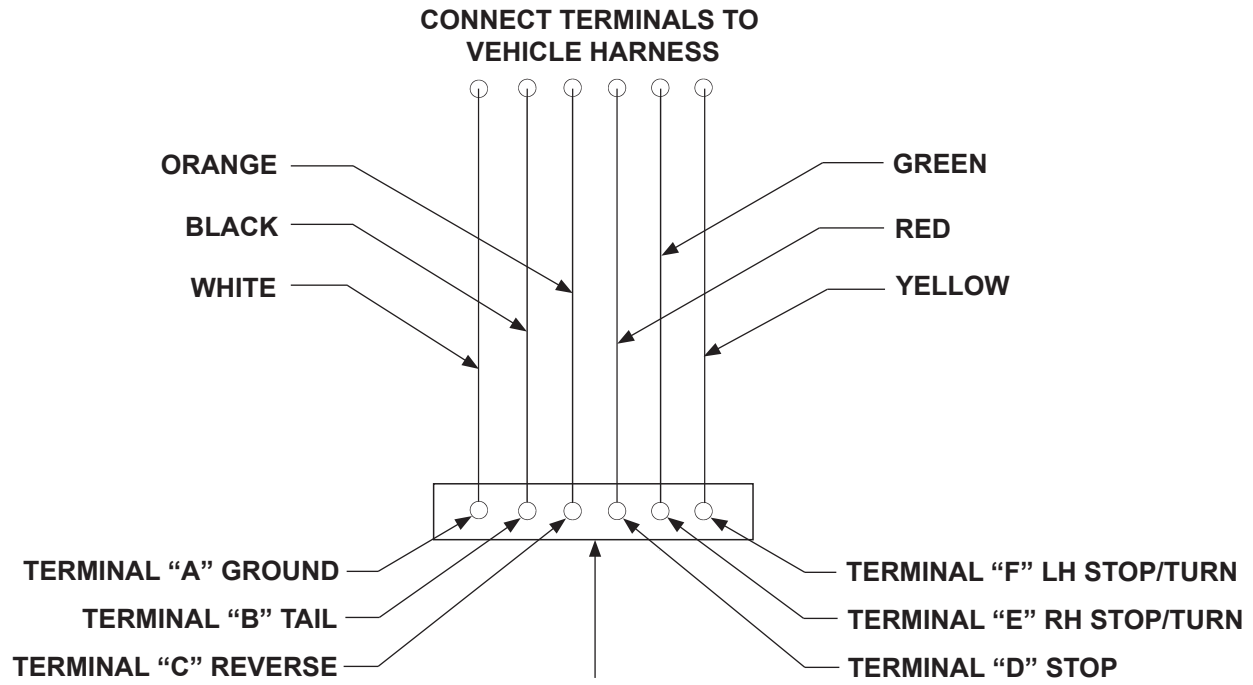 CONNECT TERMINALS TO
VEHICLE HARNESS
ORANGE
GREEN
BLACK
RED
WHITE
YELLOW
TERMINAL “A” GROUND
TERMINAL “F” LH STOP/TURN
TERMINAL “B” TAIL
TERMINAL “E” RH STOP/TURN
TERMINAL “C” REVERSE
TERMINAL “D” STOP